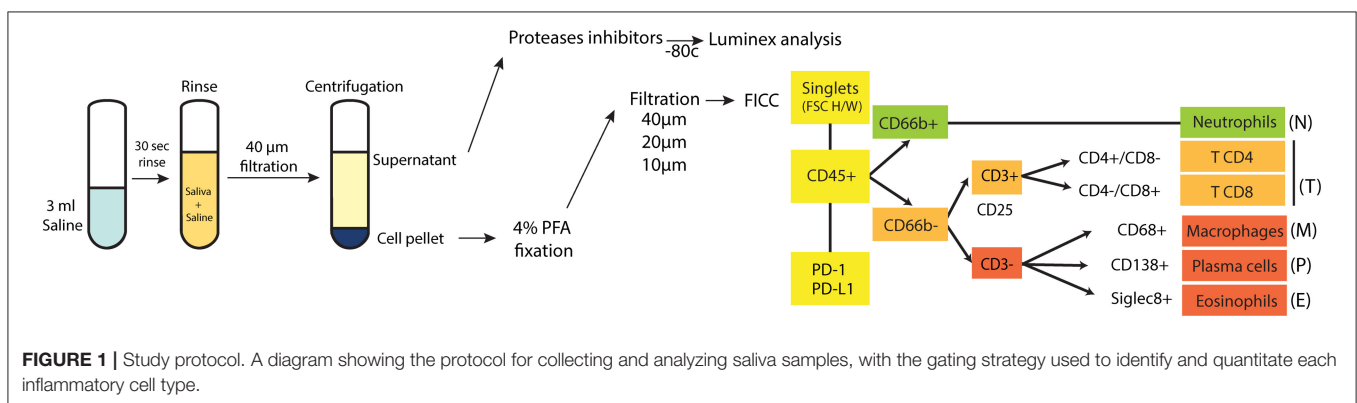 Proteases inhibitors
-80c
Luminex analysis
Rinse
Centrifugation
30 sec
rinse
40 µm
filtration
3 ml
Saline
Saliva
+
Saline
Supernatant
Cell pellet
4% PFA
fixation
Filtration
40µm
20µm
10µm
FICC
Singlets
(FSC H/W)
CD45+
PD-1
PD-L1
CD66b+
CD66b-
CD3+
CD25
CD3-
CD4+/CD8-
CD4-/CD8+
CD68+
CD138+
Siglec8+
Neutrophils (N)
T CD4
T CD8
(T)
Macrophages (M)
Plasma cells (P)
Eosinophils (E)
FIGURE 1 | Study protocol. A diagram showing the protocol for collecting and analyzing saliva samples, with the gating strategy used to identify and quantitate each
inflammatory cell type.